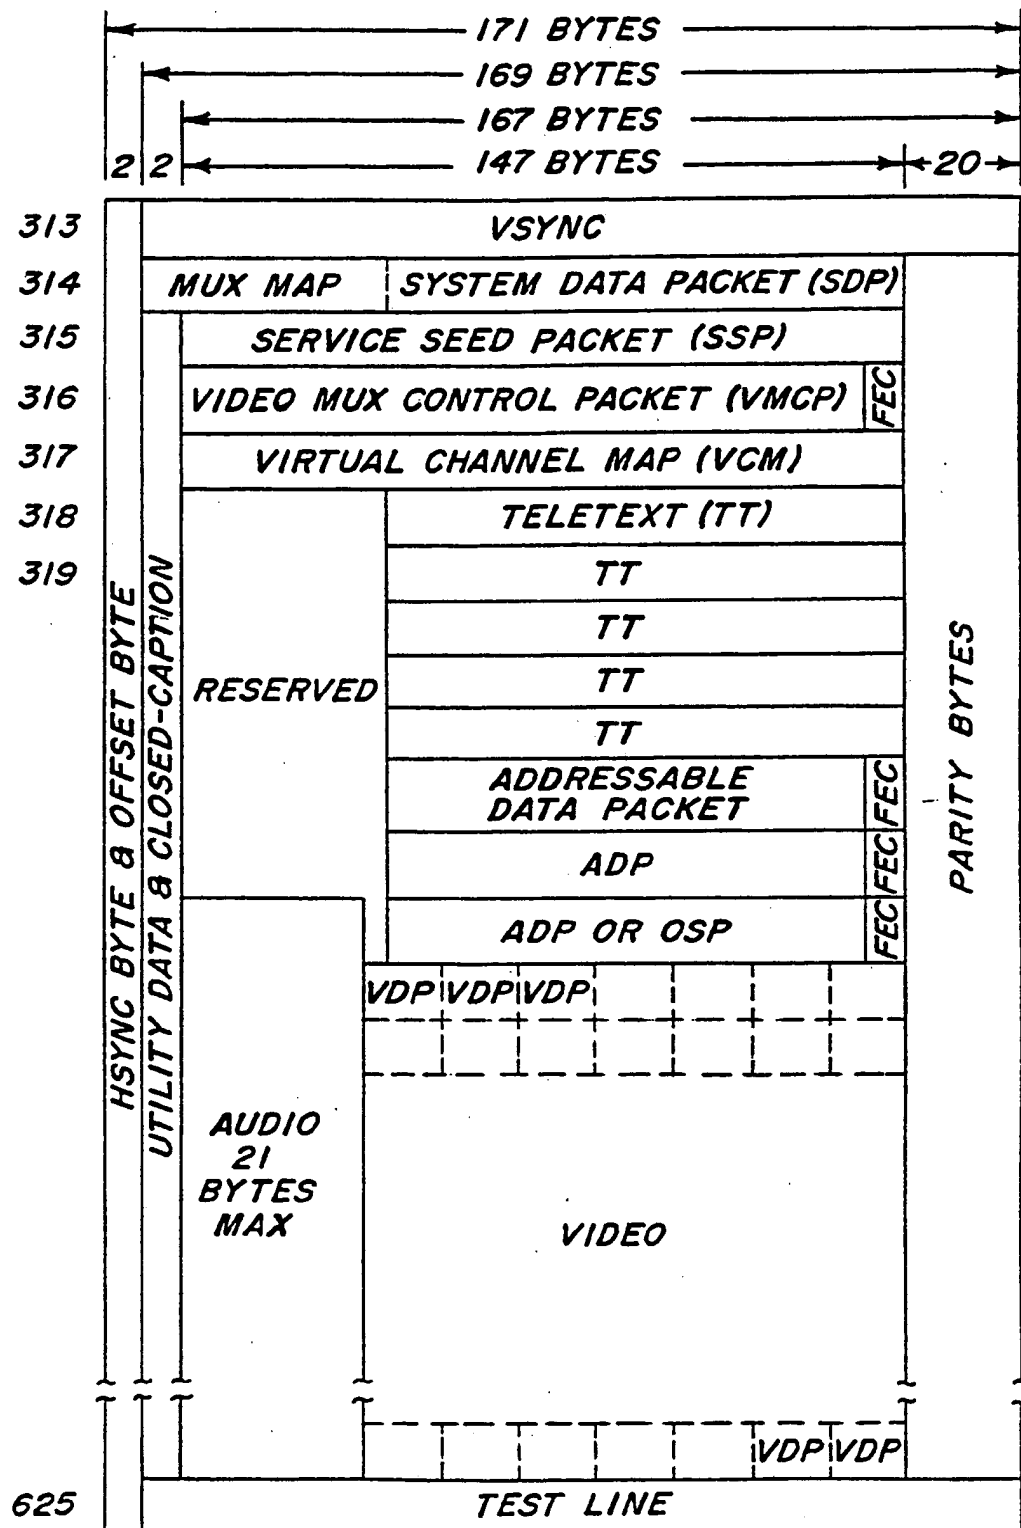 171 BYTES
169 BYTES
167 BYTES
2 2 147 BYTES 20
313 VSYNC
314 MUX MAP SYSTEM DATA PACKET (SDP)
315 SERVICE SEED PACKET (SSP)
316 VIDEO MUX CONTROL PACKET (VMCP) FEC
317 VIRTUAL CHANNEL MAP (VCM)
318 TELETEXT (TT)
319 TT
TT
TT
TT
HSYNC BYTE & OFFSET BYTE
UTILITY DATA & CLOSED-CAPTION
RESERVED
PARITY BYTES
ADDRESSABLE
DATA PACKET FEC
ADP FEC
ADP OR OSP FEC
VDP VDP VDP
AUDIO
21
BYTES
MAX
VIDEO
VDP VDP
625 TEST LINE